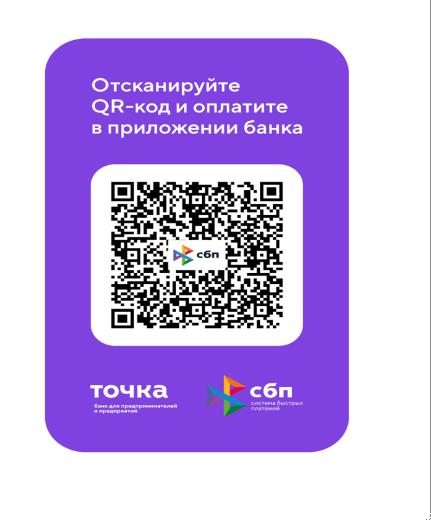 Отсканируйте
QR-код и оплатите
в приложении банка
сбп
точка
банк для предпринимателей
и предприятий
сбп
система быстрых
платежей